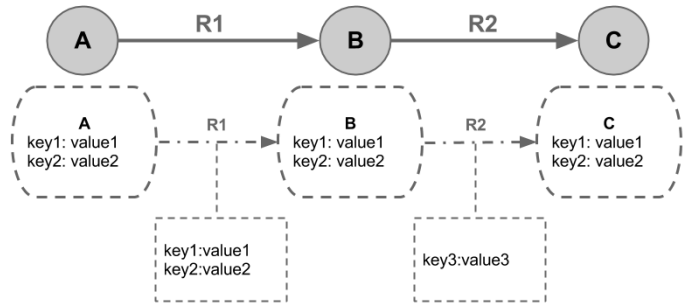 A
R1
B
R2
C
A
key1: value1
key2: value2
R1
B
key1: value1
key2: value2
R2
C
key1: value1
key2: value2
key1:value1
key2:value2
key3:value3